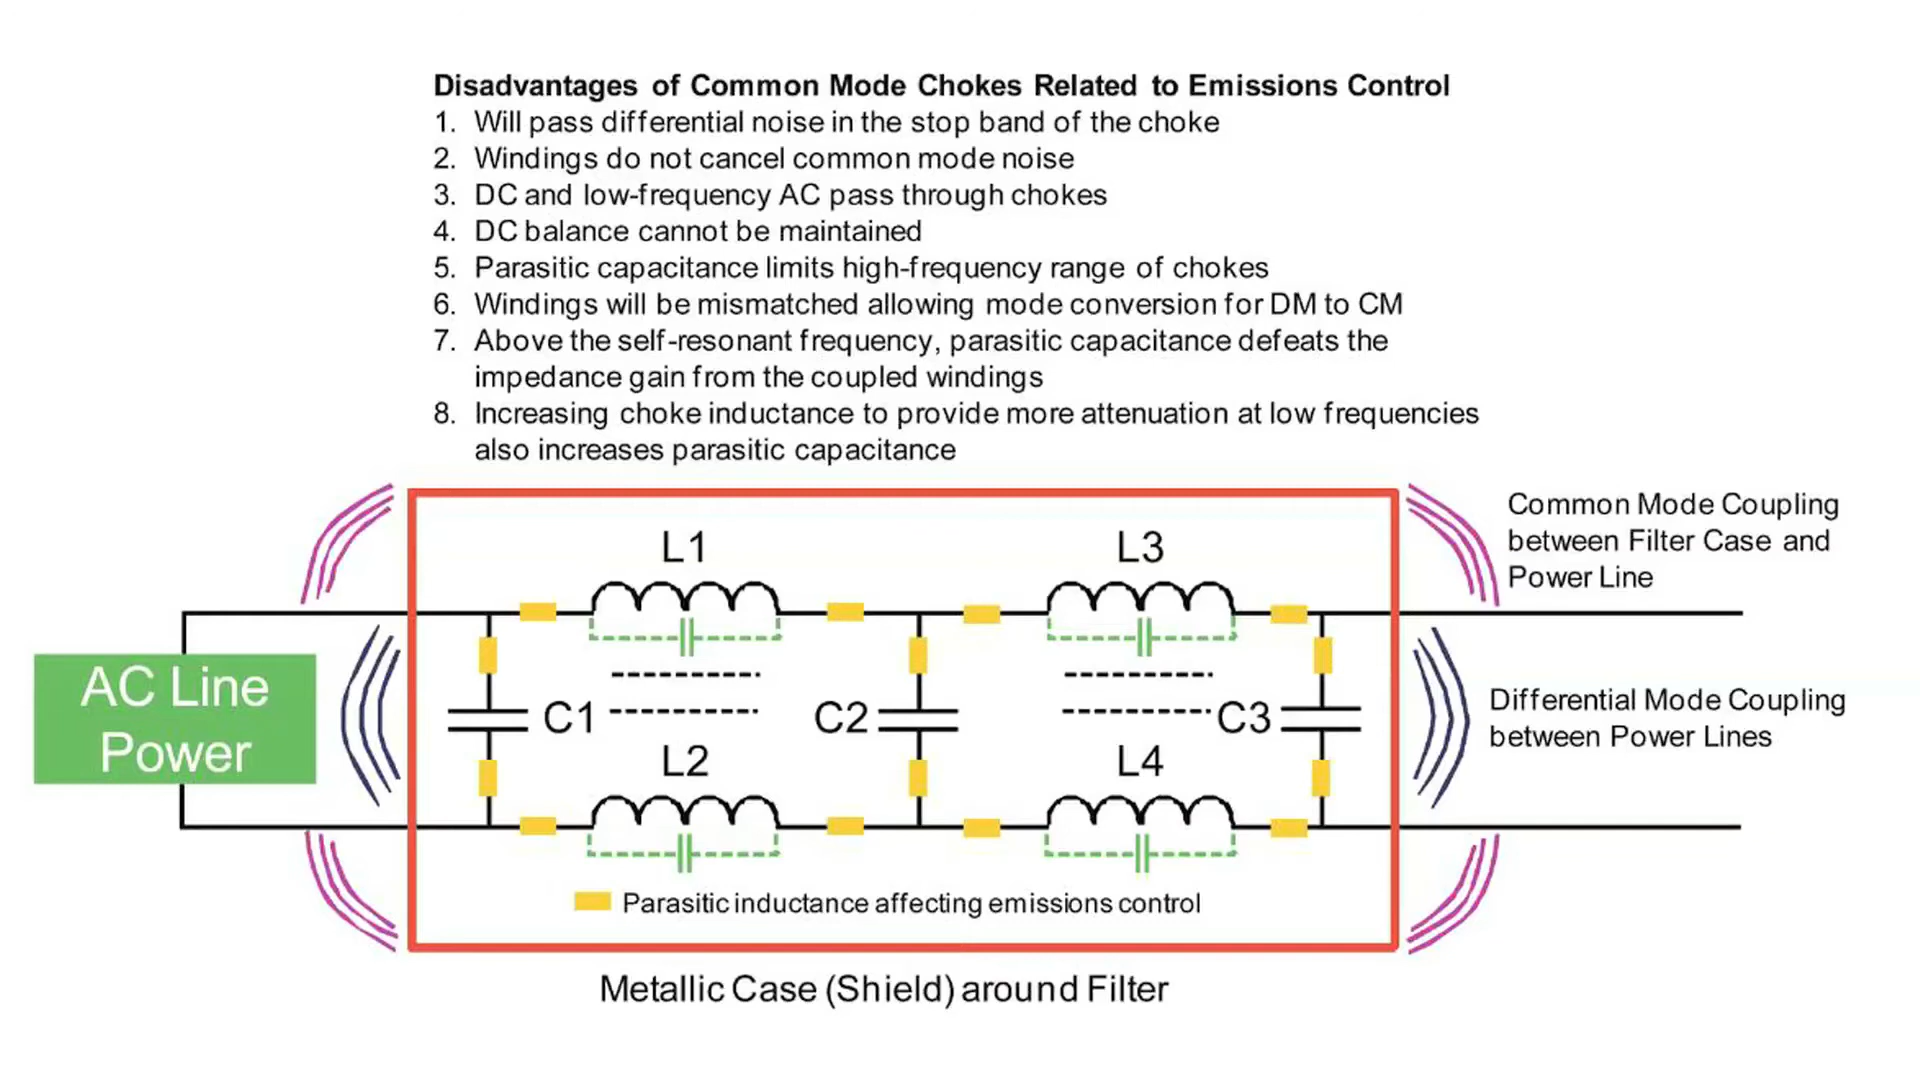 Disadvantages of Common Mode Chokes Related to Emissions Control
1. Will pass differential noise in the stop band of the choke
2. Windings do not cancel common mode noise
3. DC and low-frequency AC pass through chokes
4. DC balance cannot be maintained
5. Parasitic capacitance limits high-frequency range of chokes
6. Windings will be mismatched allowing mode conversion for DM to CM
7. Above the self-resonant frequency, parasitic capacitance defeats the
impedance gain from the coupled windings
8. Increasing choke inductance to provide more attenuation at low frequencies
also increases parasitic capacitance
Common Mode Coupling
between Filter Case and
Power Line
L1
L3
AC Line
Power
C1
C2
C3
Differential Mode Coupling
between Power Lines
L2
L4
Parasitic inductance affecting emissions control
Metallic Case (Shield) around Filter